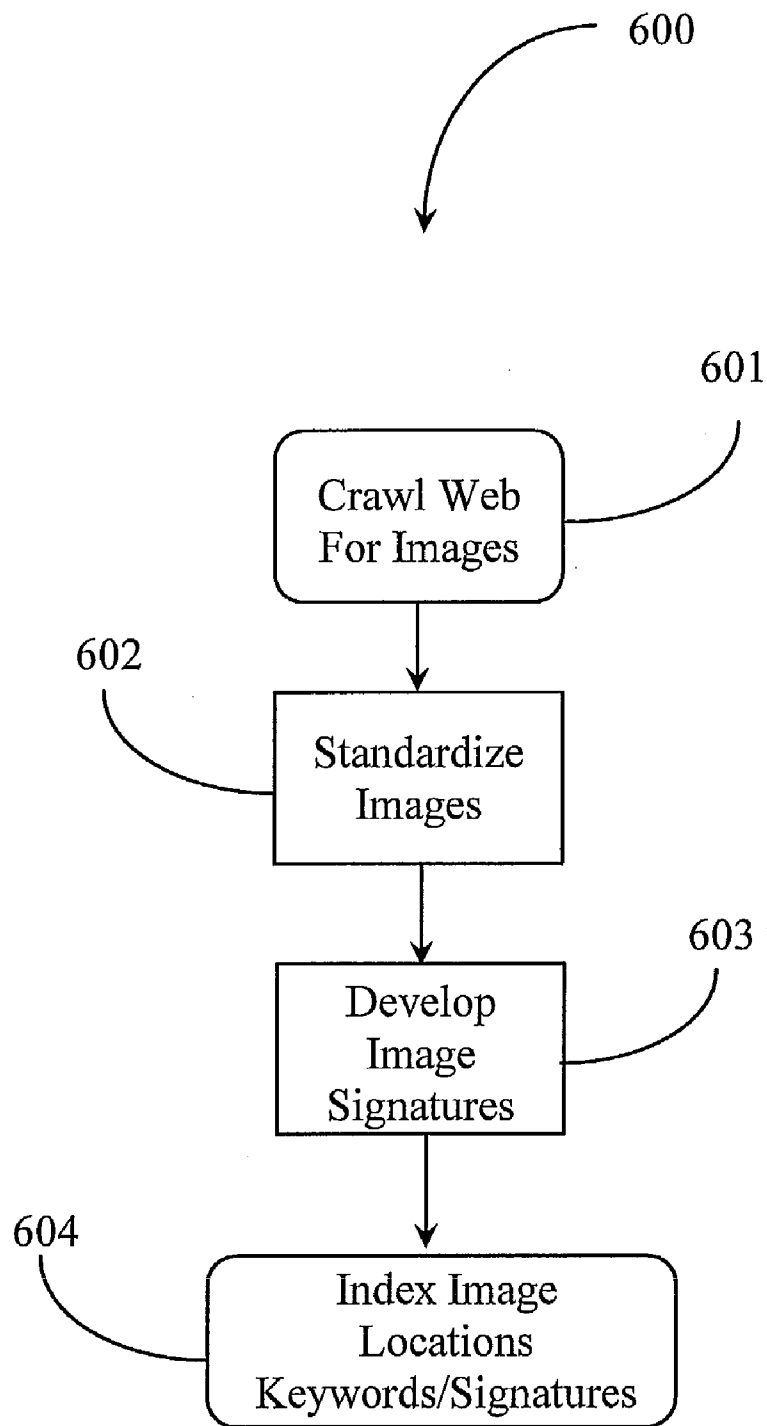 600
601
Crawl Web
For Images
602
Standardize
Images
603
Develop
Image
Signatures
604
Index Image
Locations
Keywords/Signatures